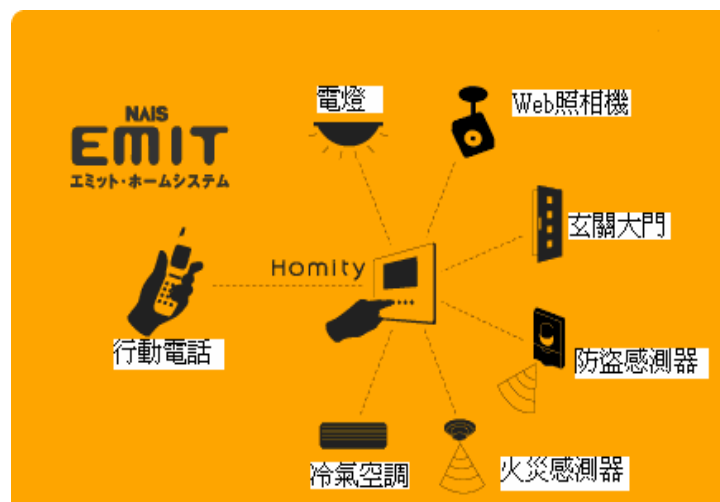 電燈
Web照相機
NAiS
EMIT
エミット・ホームシステム
玄關大門
Homity
行動電話
防盜感測器
冷氣空調
火災感測器